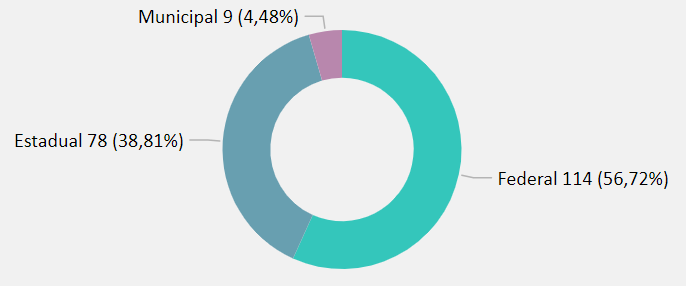 Municipal 9 (4,48%)
Estadual 78 (38,81%)
Federal 114 (56,72%)